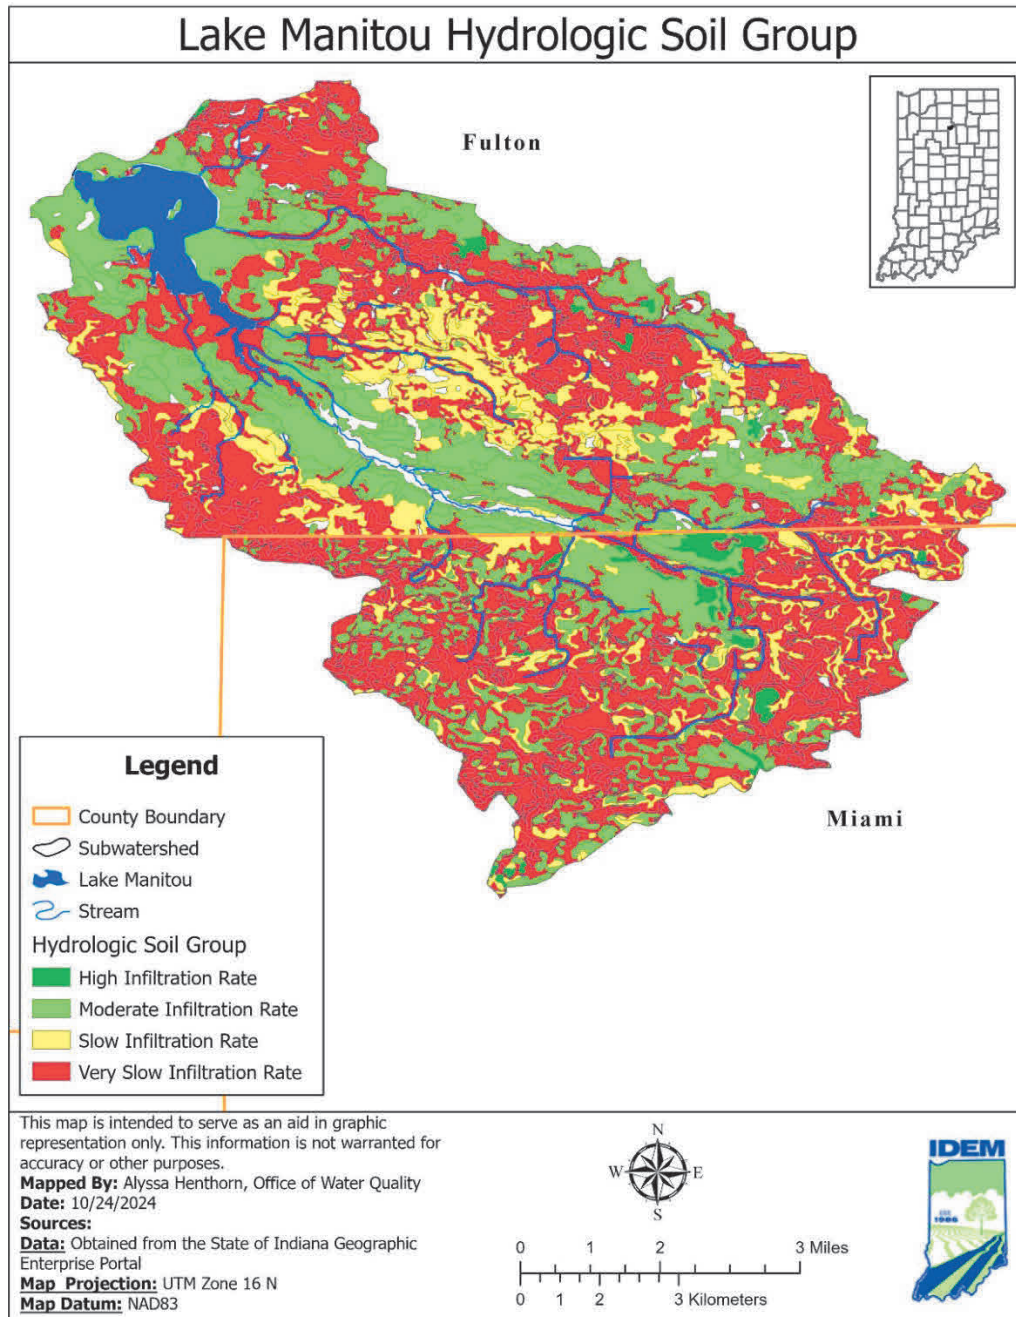 Lake Manitou Hydrologic Soil Group
Fulton
Miami
Legend
County Boundary
Subwatershed
Lake Manitou
Stream
Hydrologic Soil Group
High Infiltration Rate
Moderate Infiltration Rate
Slow Infiltration Rate
Very Slow Infiltration Rate
This map is intended to serve as an aid in graphic
representation only. This information is not warranted for
accuracy or other purposes.
Mapped By: Alyssa Henthorn, Office of Water Quality
Date: 10/24/2024
Sources:
Data: Obtained from the State of Indiana Geographic
Enterprise Portal
Map Projection: UTM Zone 16 N
Map Datum: NAD83
N
W E
S
0 1 2 3 Miles
0 1 2 3 Kilometers
IDEM
EST.
1986